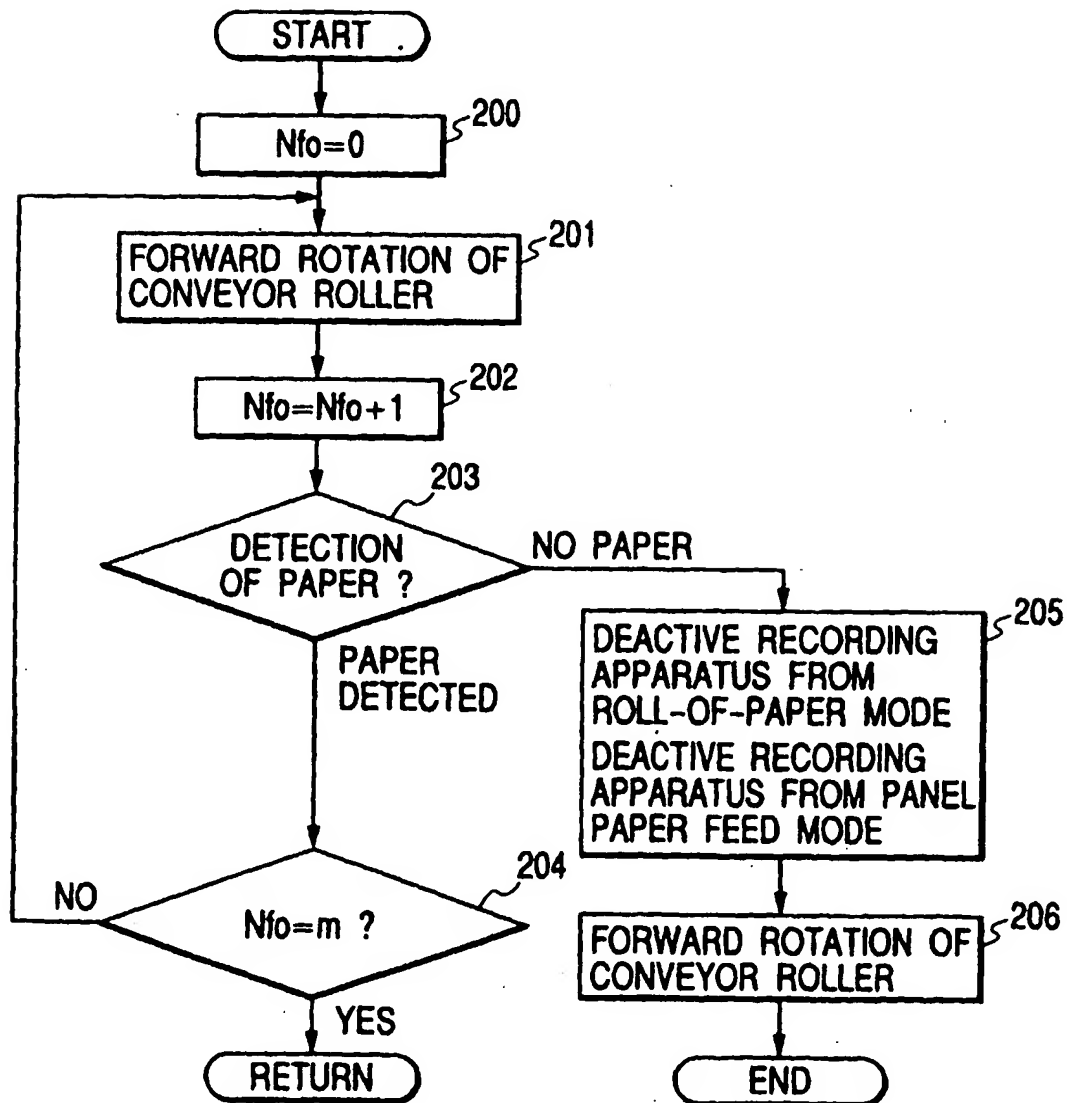 START
200
Nfo=0
201
FORWARD ROTATION OF
CONVEYOR ROLLER
202
Nfo=Nfo+1
203
DETECTION
OF PAPER ?
NO PAPER
PAPER
DETECTED
205
DEACTIVE RECORDING
APPARATUS FROM
ROLL-OF-PAPER MODE
DEACTIVE RECORDING
APPARATUS FROM PANEL
PAPER FEED MODE
204
NO
Nfo=m ?
YES
RETURN
206
FORWARD ROTATION OF
CONVEYOR ROLLER
END